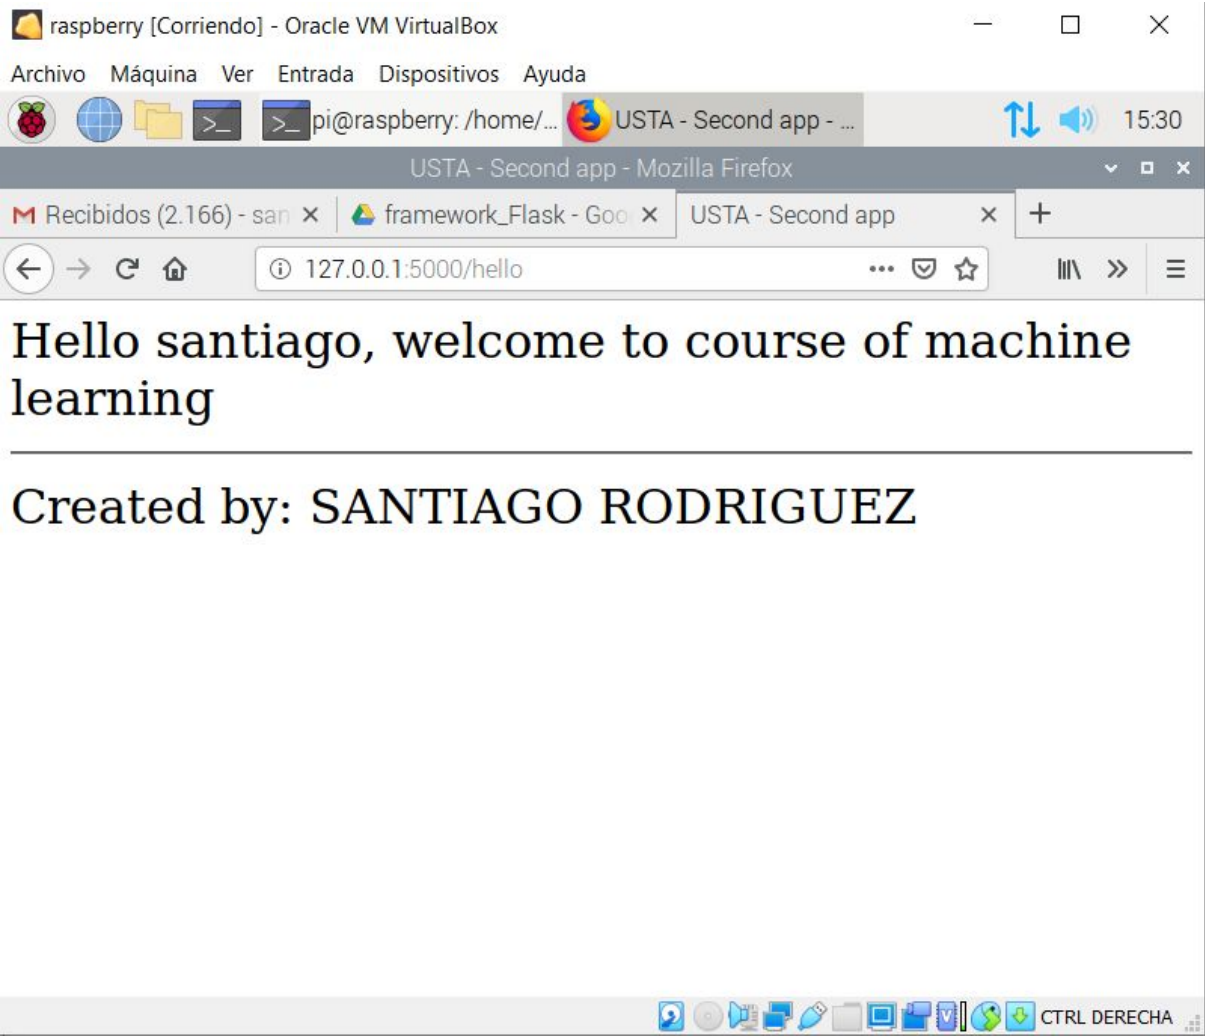 raspberry [Corriendo] - Oracle VM VirtualBox
Archivo Máquina Ver Entrada Dispositivos Ayuda
pi@raspberry: /home/... USTA - Second app - ... 15:30
USTA - Second app - Mozilla Firefox
Recibidos (2.166) - san framework_Flask - Goo USTA - Second app
127.0.0.1:5000/hello
Hello santiago, welcome to course of machine
learning
Created by: SANTIAGO RODRIGUEZ
CTRL DERECHA